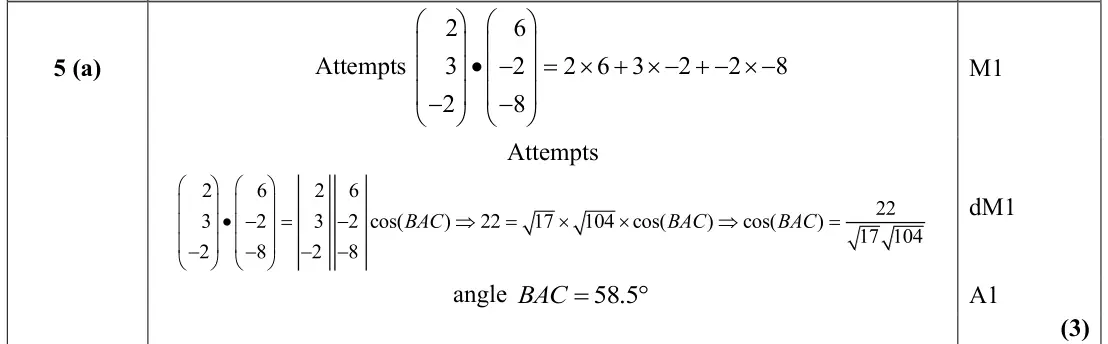 5 (a) Attempts (2 3 −2) • (6 −2 −8) = 2 × 6 + 3 × −2 + −2 × −8 M1
Attempts
(2 3 −2) • (6 −2 −8) = |2 3 −2| |6 −2 −8| cos(BAC) ⇒ 22 = √17 × √104 × cos(BAC) ⇒ cos(BAC) = 22 / √17 √104 dM1
angle BAC = 58.5° A1
(3)